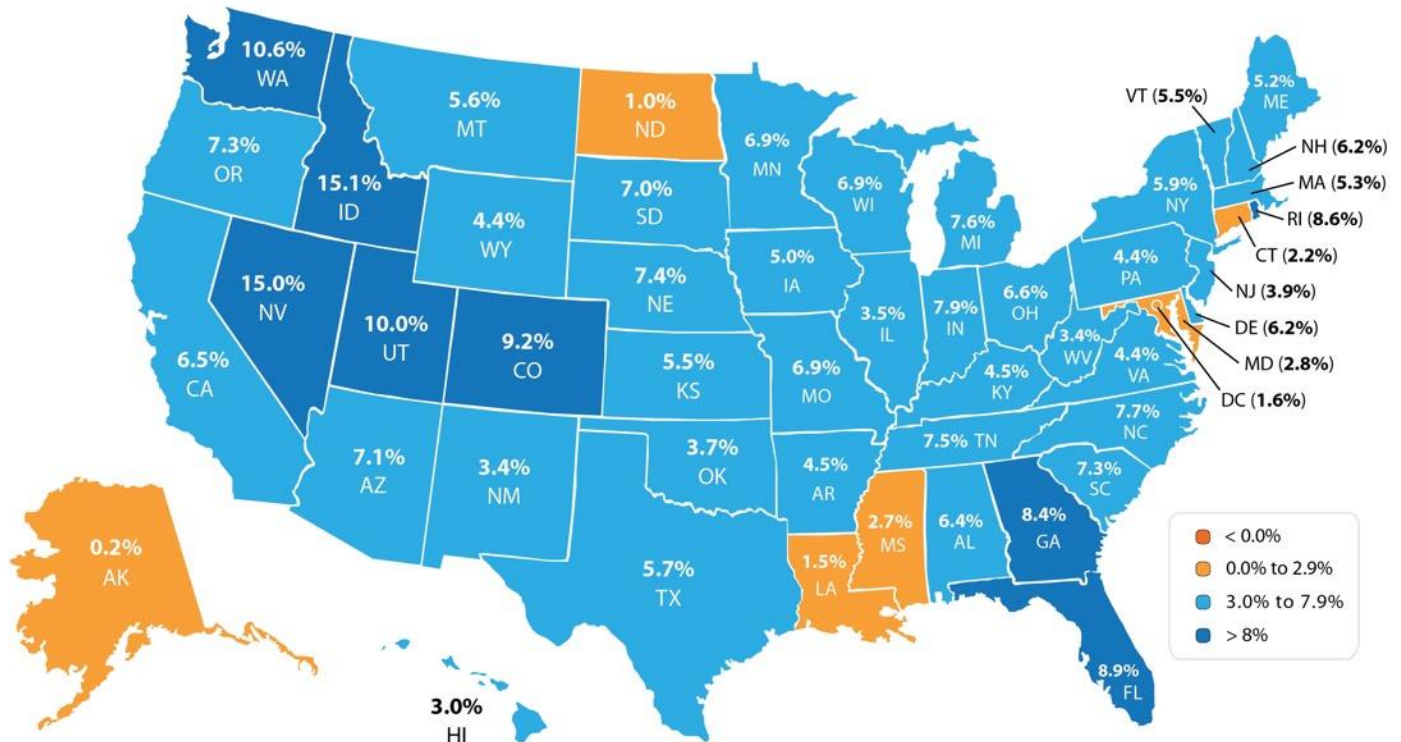 10.6%
WA
5.6%
MT
1.0%
ND
6.9%
MN
5.2%
ME
VT (5.5%)
NH (6.2%)
MA (5.3%)
RI (8.6%)
CT (2.2%)
NJ (3.9%)
DE (6.2%)
MD (2.8%)
DC (1.6%)
7.3%
OR
15.1%
ID
7.0%
SD
6.9%
WI
7.6%
MI
5.9%
NY
4.4%
WY
5.0%
IA
4.4%
PA
15.0%
NV
10.0%
UT
9.2%
CO
7.4%
NE
3.5%
IL
7.9%
IN
6.6%
OH
3.4%
WV
4.4%
VA
6.5%
CA
5.5%
KS
6.9%
MO
4.5%
KY
7.7%
NC
7.1%
AZ
3.4%
NM
3.7%
OK
4.5%
AR
7.5% TN
7.3%
SC
0.2%
AK
5.7%
TX
1.5%
LA
2.7%
MS
6.4%
AL
8.4%
GA
8.9%
FL
3.0%
HI
< 0.0%
0.0% to 2.9%
3.0% to 7.9%
> 8%